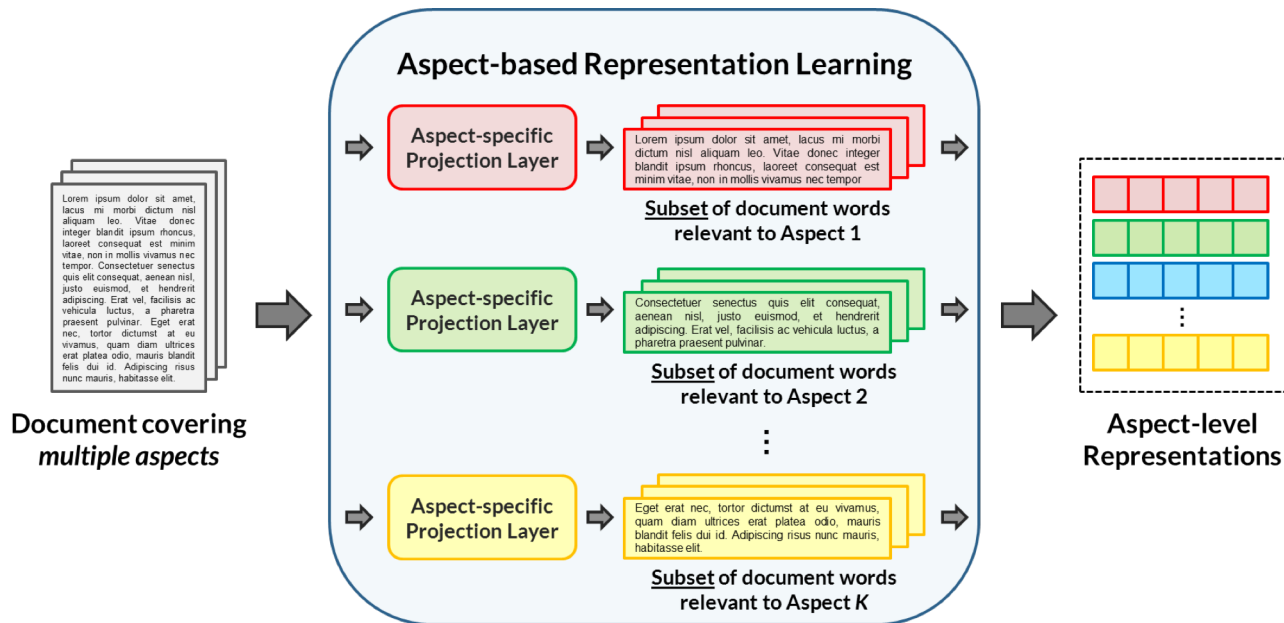 Aspect-based Representation Learning
Lorem ipsum dolor sit amet,
lacus mi morbi dictum nisl
aliquam leo. Vitae donec
integer blandit ipsum rhoncus,
laoreet consequat est minim
vitae, non in mollis vivamus nec
tempor. Consectetuer senectus
quis elit consequat, aenean nisl,
justo euismod, et hendrerit
adipiscing. Erat vel, facilisis ac
vehicula luctus, a pharetra
praesent pulvinar. Eget erat
nec, tortor dictumst at eu
vivamus, quam diam ultrices
erat platea odio, mauris blandit
felis dui id. Adipiscing risus
nunc mauris, habitasse elit.
Document covering
multiple aspects
Aspect-specific
Projection Layer
Lorem ipsum dolor sit amet, lacus mi morbi
dictum nisl aliquam leo. Vitae donec integer
blandit ipsum rhoncus, laoreet consequat est
minim vitae, non in mollis vivamus nec tempor
Subset of document words
relevant to Aspect 1
Aspect-specific
Projection Layer
Consectetuer senectus quis elit consequat,
aenean nisl, justo euismod, et hendrerit
adipiscing. Erat vel, facilisis ac vehicula luctus, a
pharetra praesent pulvinar.
Subset of document words
relevant to Aspect 2
⋮
Aspect-specific
Projection Layer
Eget erat nec, tortor dictumst at eu vivamus,
quam diam ultrices erat platea odio, mauris
blandit felis dui id. Adipiscing risus nunc mauris,
habitasse elit.
Subset of document words
relevant to Aspect K
⋮
Aspect-level
Representations